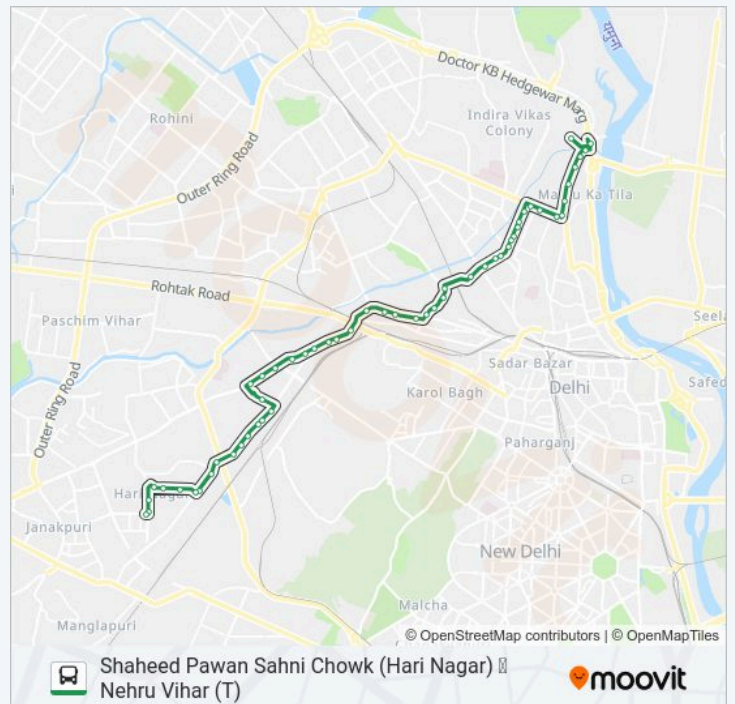 यमुना
Doctor KB Hedgewar Marg
Rohini
Indira Vikas
Colony
Outer Ring Road
Majnu Ka Tila
Rohtak Road
Paschim Vihar
Seela
Sadar Bazar
Safed
Karol Bagh
Delhi
Outer Ring Road
Paharganj
Hari Nagar
Janakpuri
New Delhi
Malcha
Manglapuri
© OpenStreetMap contributors | © OpenMapTiles
Shaheed Pawan Sahni Chowk (Hari Nagar)
Nehru Vihar (T)
moovit